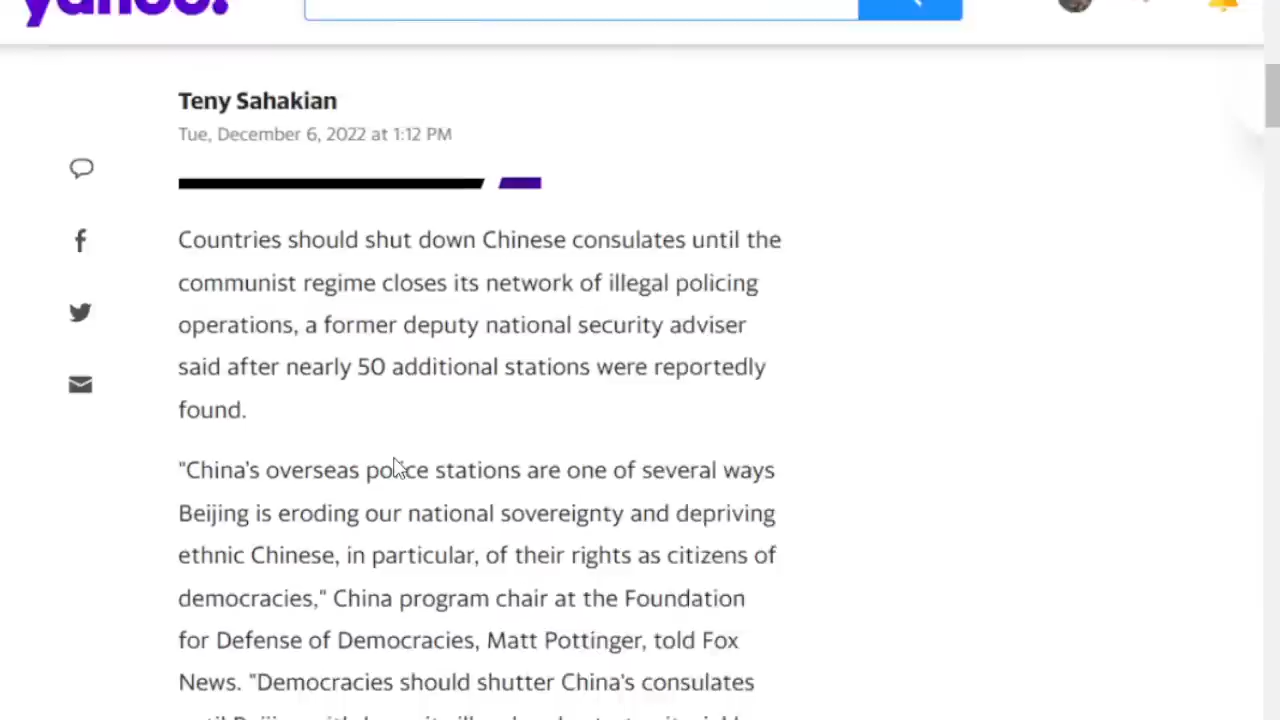 yahoo!
Teny Sahakian
Tue, December 6, 2022 at 1:12 PM
Countries should shut down Chinese consulates until the
communist regime closes its network of illegal policing
operations, a former deputy national security adviser
said after nearly 50 additional stations were reportedly
found.
"China's overseas police stations are one of several ways
Beijing is eroding our national sovereignty and depriving
ethnic Chinese, in particular, of their rights as citizens of
democracies," China program chair at the Foundation
for Defense of Democracies, Matt Pottinger, told Fox
News. "Democracies should shutter China's consulates